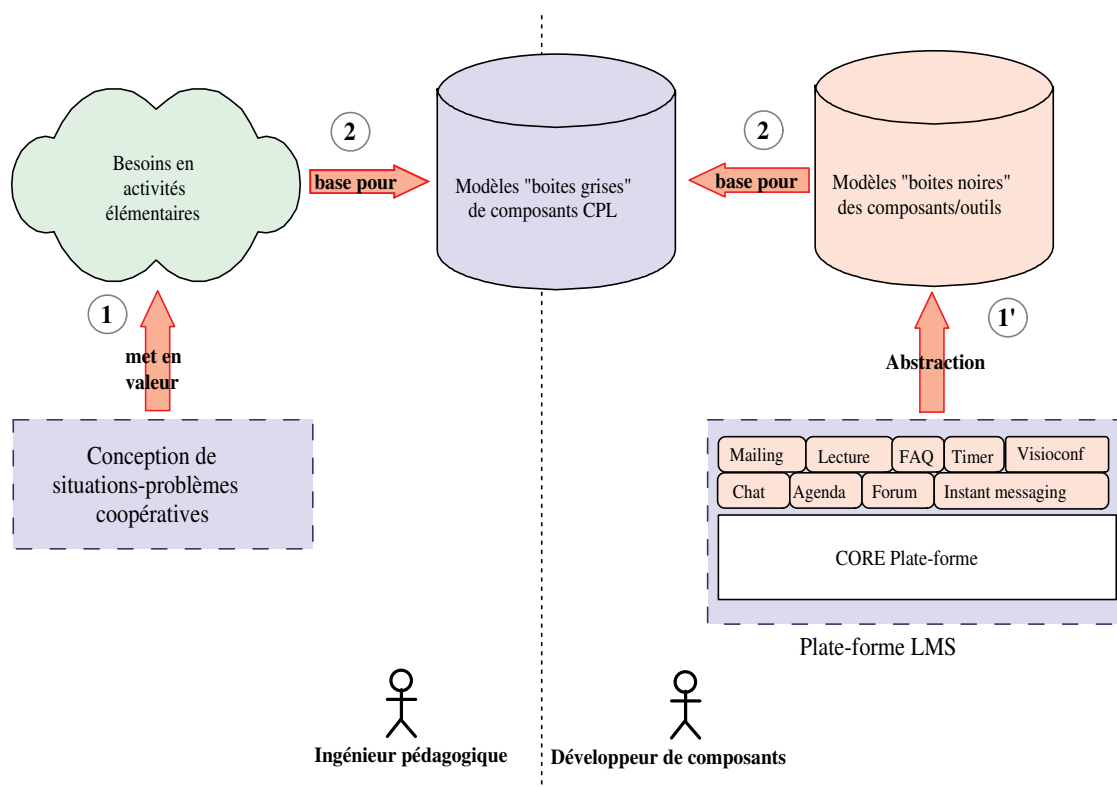 Besoins en
activités
élémentaires
2
base pour
Modèles "boites grises"
de composants CPL
2
base pour
Modèles "boites noires"
des composants/outils
1
met en
valeur
1'
Abstraction
Conception de
situations-problèmes
coopératives
Mailing
Lecture
FAQ
Timer
Visioconf
Chat
Agenda
Forum
Instant messaging
CORE Plate-forme
Plate-forme LMS
Ingénieur pédagogique
Développeur de composants